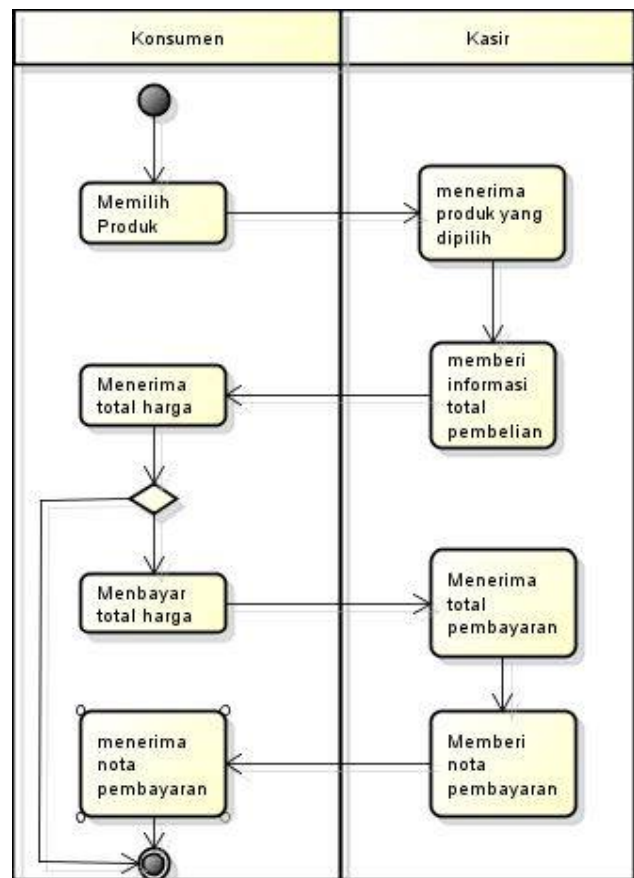 Konsumen
Kasir
Memilih
Produk
menerima
produk yang
dipilih
memberi
informasi
total
pembelian
Menerima
total harga
Menbayar
total harga
Menerima
total
pembayaran
Memberi
nota
pembayaran
menerima
nota
pembayaran